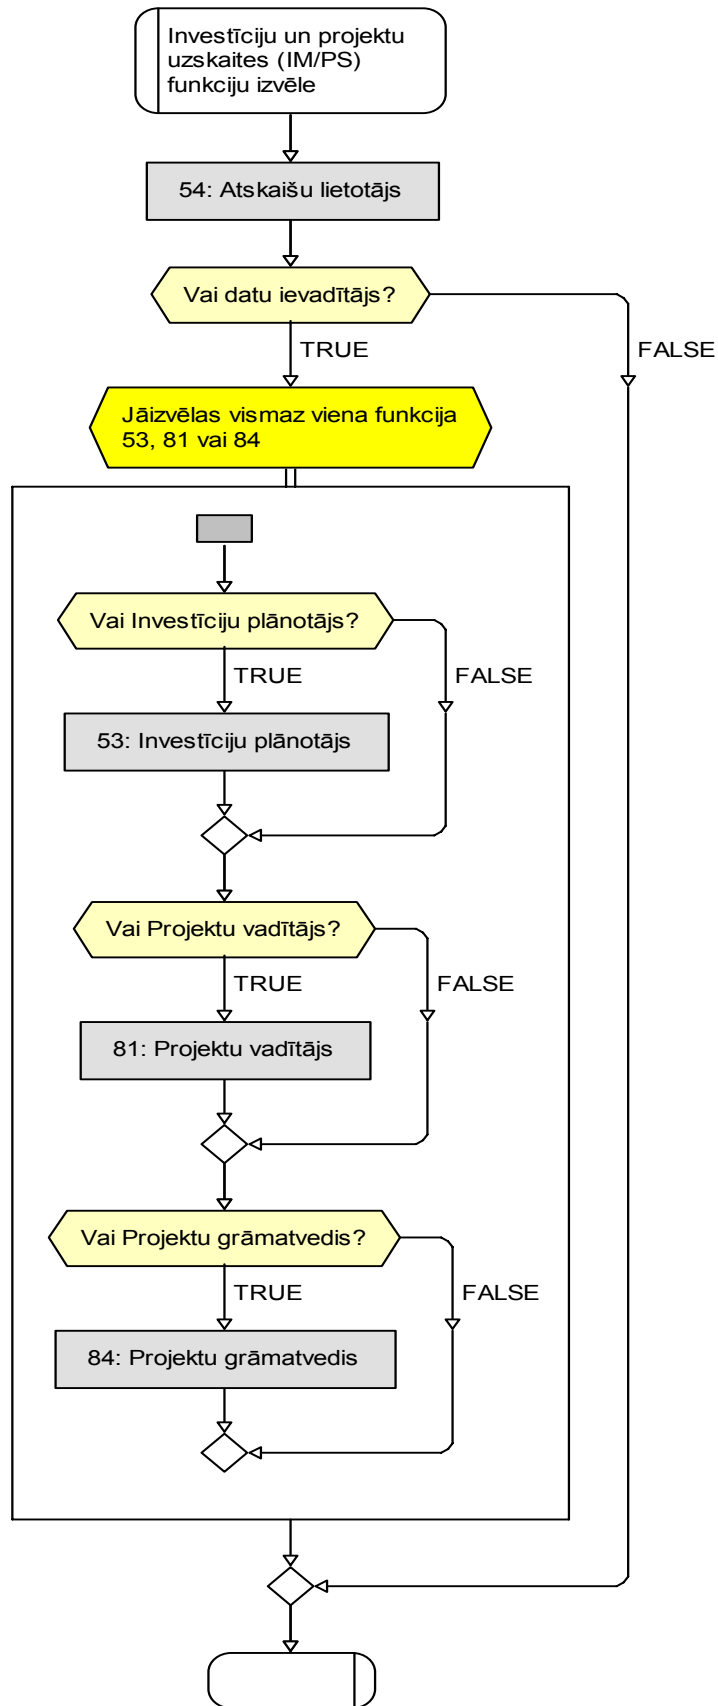 Investīciju un projektu
uzskaites (IM/PS)
funkciju izvēle
54: Atskaišu lietotājs
Vai datu ievadītājs?
TRUE
FALSE
Jāizvēlas vismaz viena funkcija
53, 81 vai 84
Vai Investīciju plānotājs?
TRUE
FALSE
53: Investīciju plānotājs
Vai Projektu vadītājs?
TRUE
FALSE
81: Projektu vadītājs
Vai Projektu grāmatvedis?
TRUE
FALSE
84: Projektu grāmatvedis